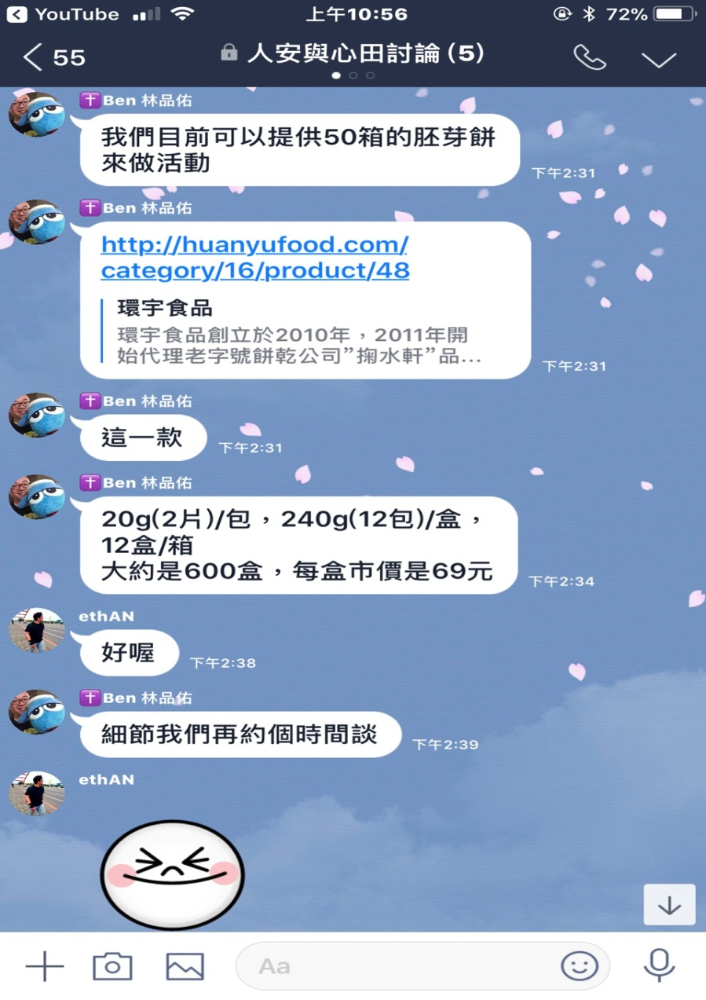 YouTube
上午10:56
72%
55
人安與心田討論(5)
✝Ben 林品佑
我們目前可以提供50箱的胚芽餅
來做活動
下午2:31
✝Ben 林品佑
http://huanyufood.com/
category/16/product/48
環宇食品
環宇食品創立於2010年，2011年開
始代理老字號餅乾公司”掬水軒”品...
下午2:31
✝Ben 林品佑
這一款
下午2:31
✝Ben 林品佑
20g(2片)/包，240g(12包)/盒，
12盒/箱
大約是600盒，每盒市價是69元
下午2:34
ethAN
好喔
下午2:38
✝Ben 林品佑
細節我們再約個時間談
下午2:39
ethAN
Aa